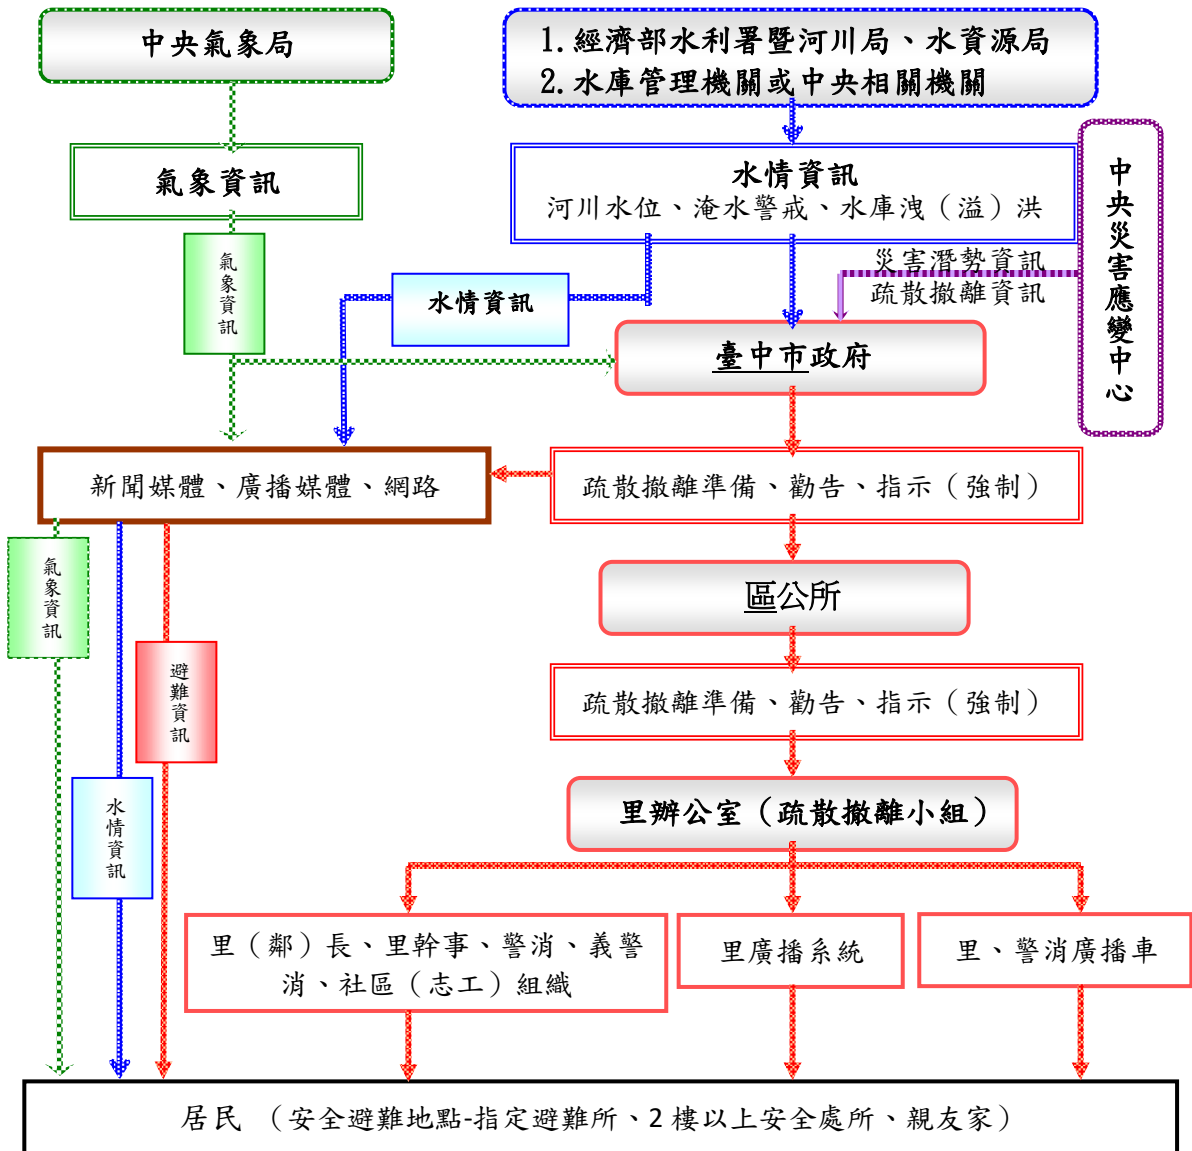 中央氣象局
1. 經濟部水利署暨河川局、水資源局
2. 水庫管理機關或中央相關機關
氣象資訊
水情資訊
河川水位、淹水警戒、水庫洩（溢）洪
中央災害應變中心
氣象資訊
水情資訊
災害潛勢資訊
疏散撤離資訊
臺中市政府
新聞媒體、廣播媒體、網路
疏散撤離準備、勸告、指示（強制）
氣象資訊
區公所
避難資訊
疏散撤離準備、勸告、指示（強制）
水情資訊
里辦公室（疏散撤離小組）
里（鄰）長、里幹事、警消、義警
消、社區（志工）組織
里廣播系統
里、警消廣播車
居民 （安全避難地點-指定避難所、2 樓以上安全處所、親友家）